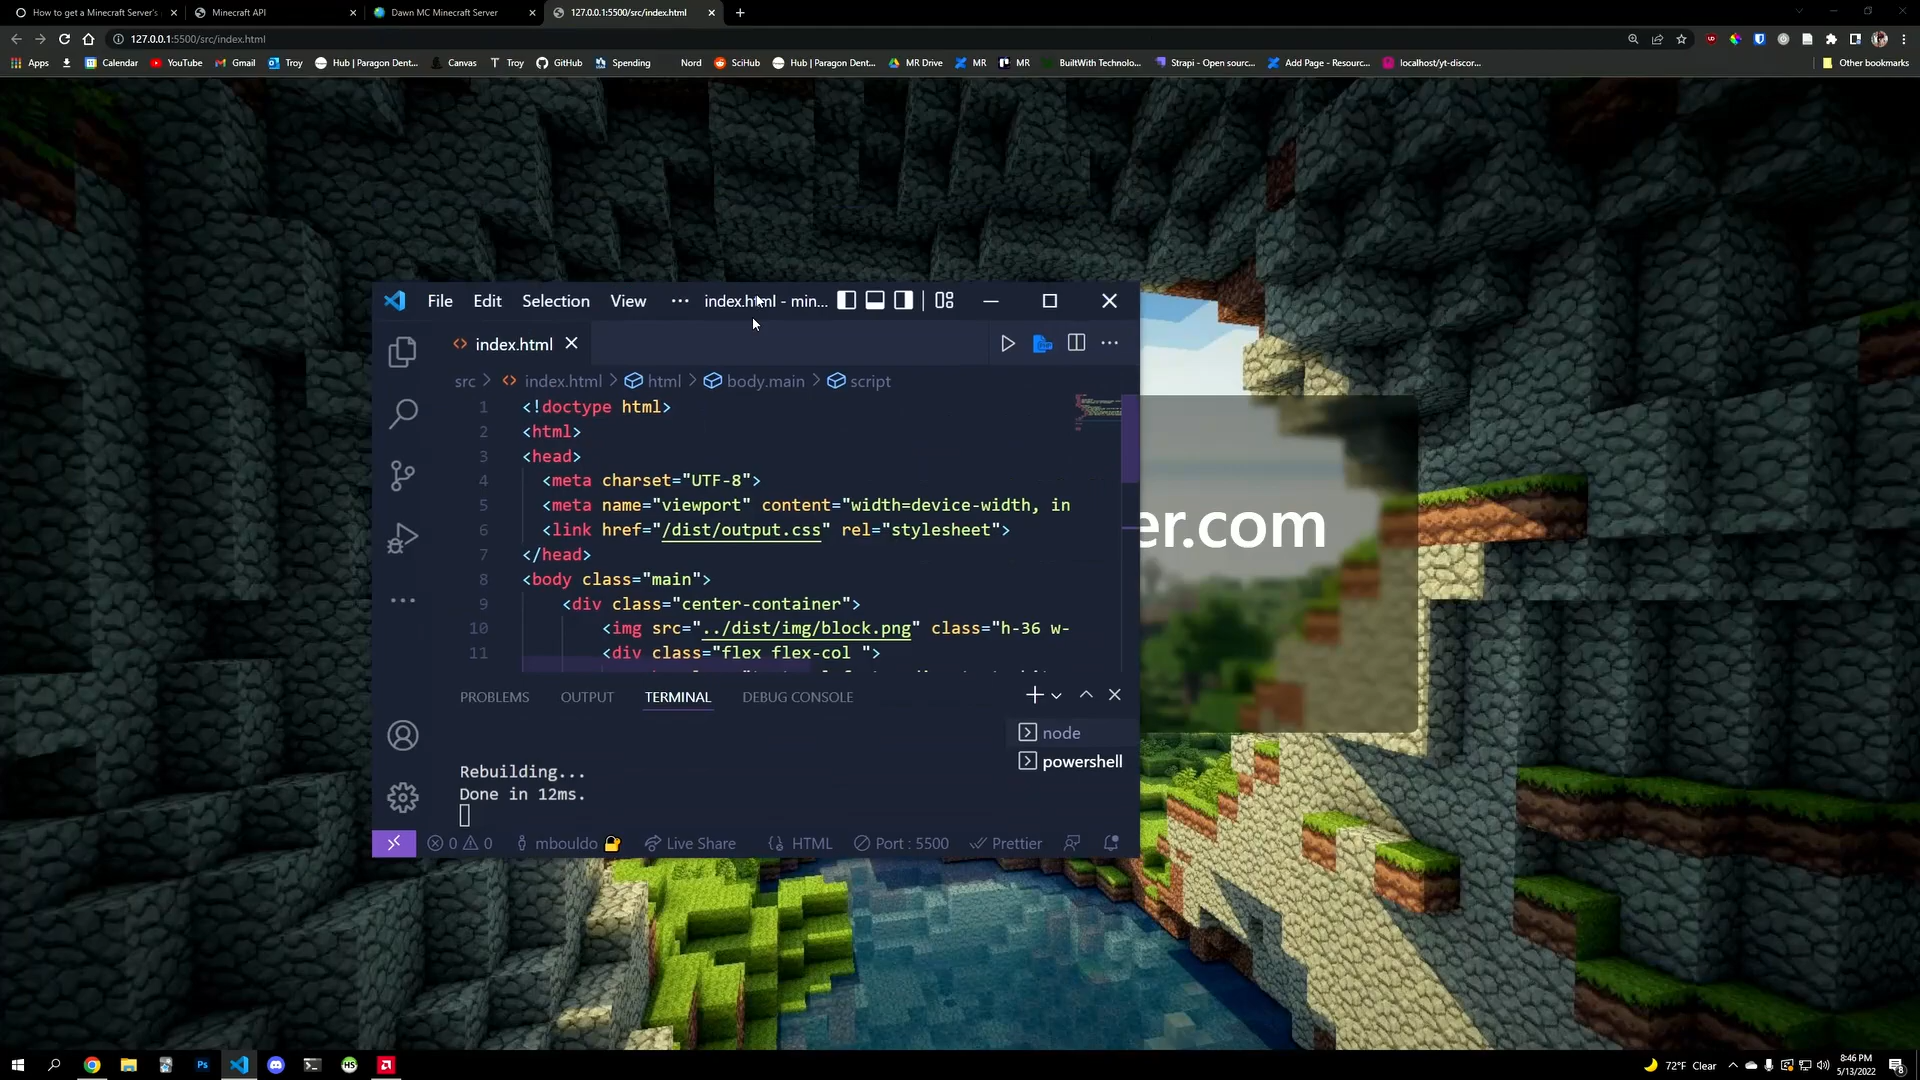 How to get a Minecraft Server's
Minecraft API
Dawn MC Minecraft Server
127.0.0.1:5500/src/index.html
127.0.0.1:5500/src/index.html
Apps
Calendar
YouTube
Gmail
Troy
Hub | Paragon Dent...
Canvas
Troy
GitHub
Spending
Nord
SciHub
Hub | Paragon Dent...
MR Drive
MR
MR
BuiltWith Technolo...
Strapi - Open sourc...
Add Page - Resourc...
localhost/yt-discor...
Other bookmarks
File Edit Selection View ··· index.html - min...
index.html
src > index.html > html > body.main > script
1 <!doctype html>
2 <html>
3 <head>
4 <meta charset="UTF-8">
5 <meta name="viewport" content="width=device-width, in
6 <link href="/dist/output.css" rel="stylesheet">
7 </head>
8 <body class="main">
9 <div class="center-container">
10 <img src="../dist/img/block.png" class="h-36 w-
11 <div class="flex flex-col ">
er.com
PROBLEMS OUTPUT TERMINAL DEBUG CONSOLE
node
powershell
Rebuilding...
Done in 12ms.
0 0 mbouldo Live Share HTML Port : 5500 Prettier
72°F Clear
8:46 PM
5/13/2022